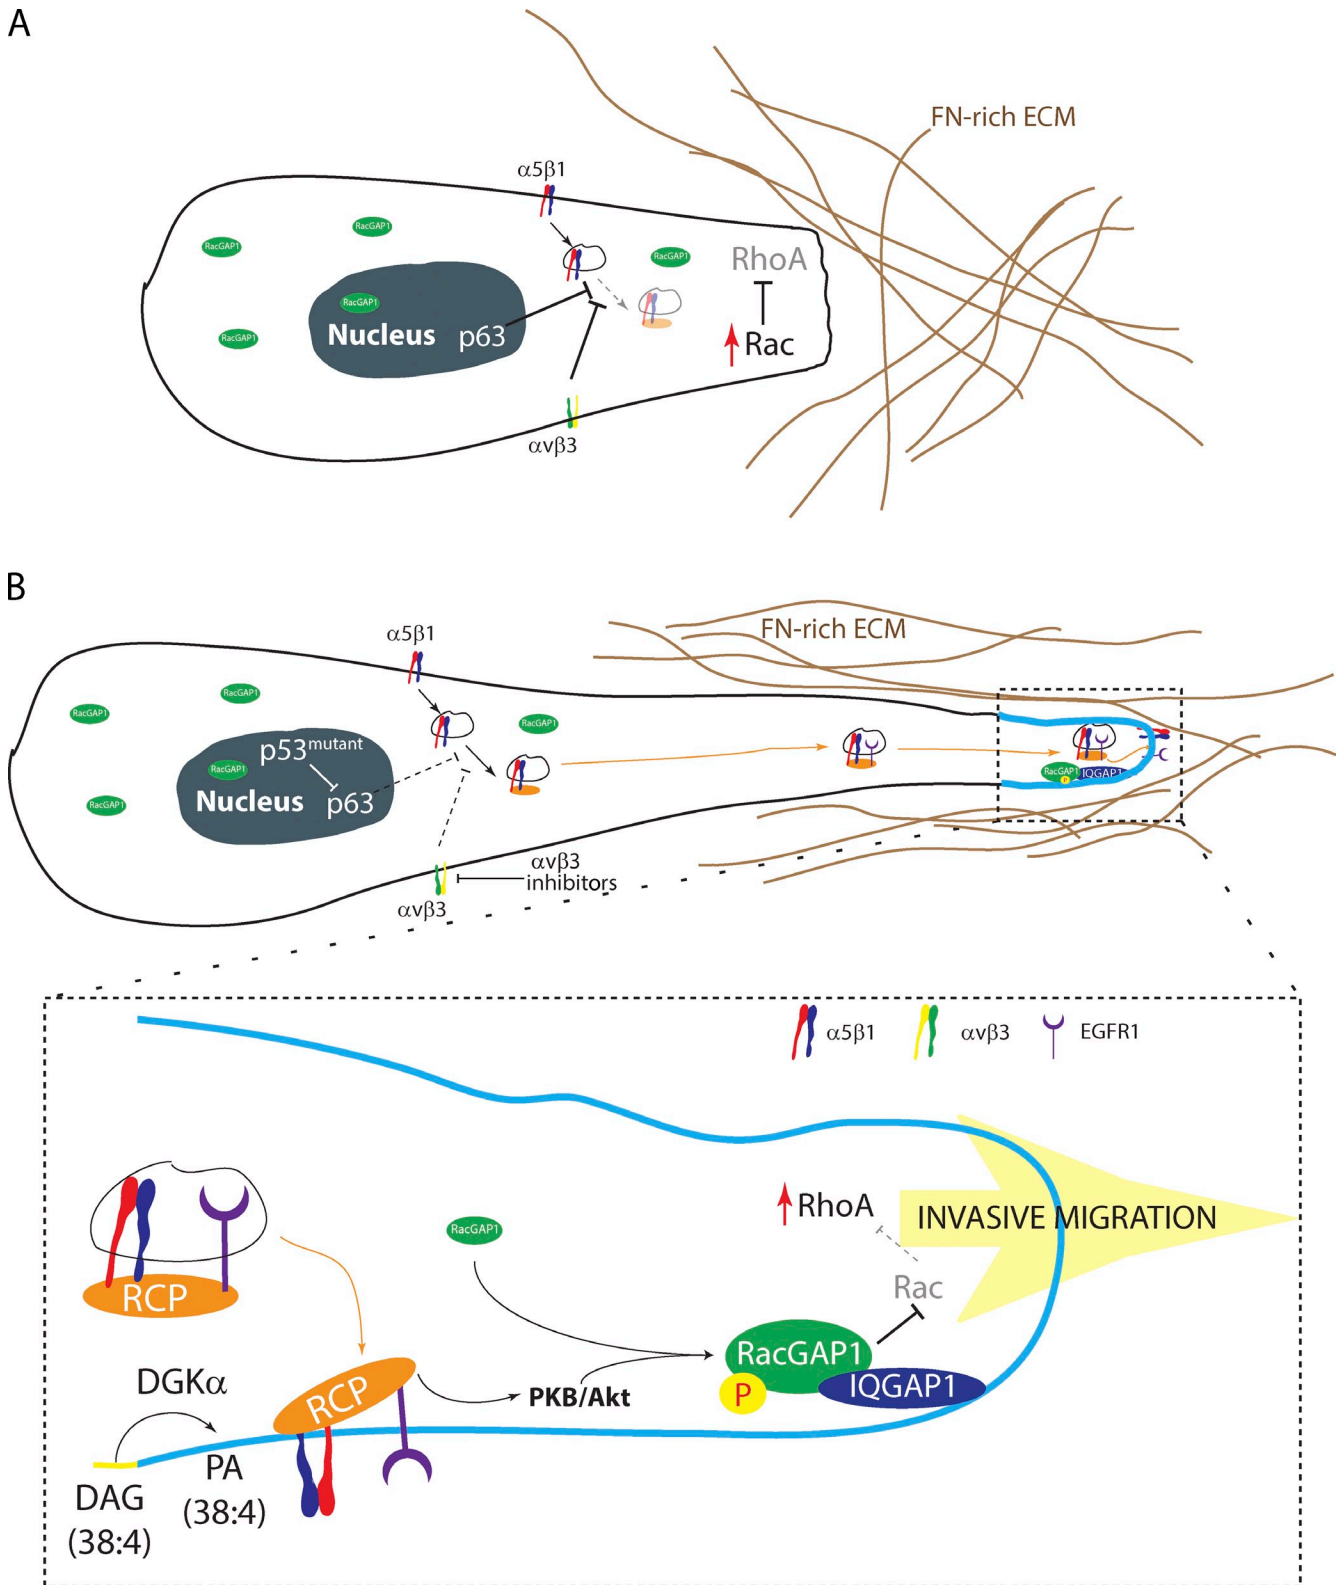 A
FN-rich ECM
α5β1
RacGAP1
RacGAP1
RacGAP1
RhoA
RacGAP1
Nucleus p63
RacGAP1
Rac
αvβ3
B
α5β1
FN-rich ECM
RacGAP1
RacGAP1
RacGAP1
p53mutant
RacGAP1
RacGAP1 IQGAP1
P
Nucleus p63
RacGAP1
αvβ3
inhibitors
αvβ3
α5β1 αvβ3 EGFR1
RhoA
INVASIVE MIGRATION
RacGAP1
Rac
RCP
RacGAP1
DGKα
RCP
PKB/Akt
P
IQGAP1
PA
(38:4)
DAG
(38:4)